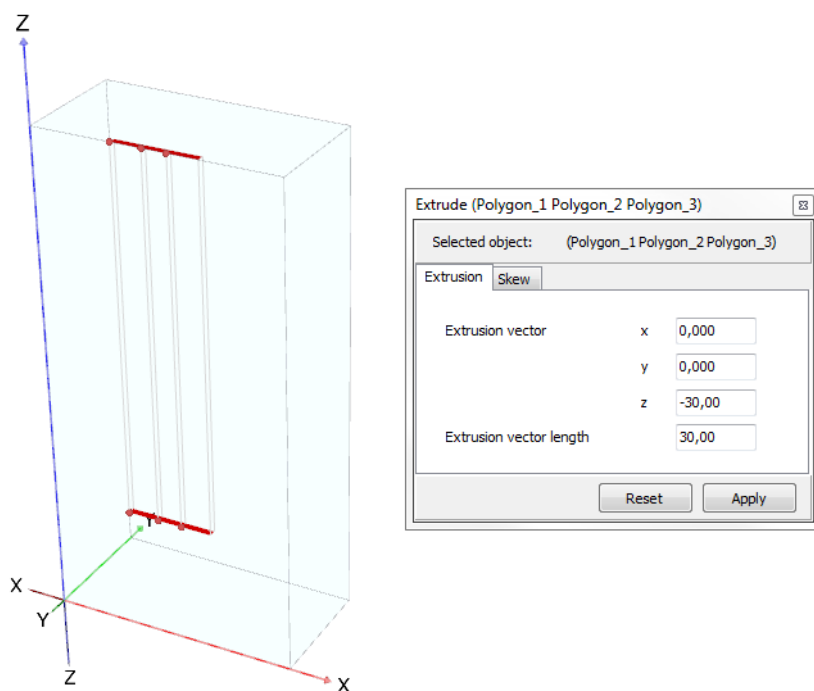 Z
X
Y
Y
Z
X
Extrude (Polygon_1 Polygon_2 Polygon_3)
Selected object: (Polygon_1 Polygon_2 Polygon_3)
Extrusion Skew
Extrusion vector x 0,000
y 0,000
z -30,00
Extrusion vector length 30,00
Reset Apply